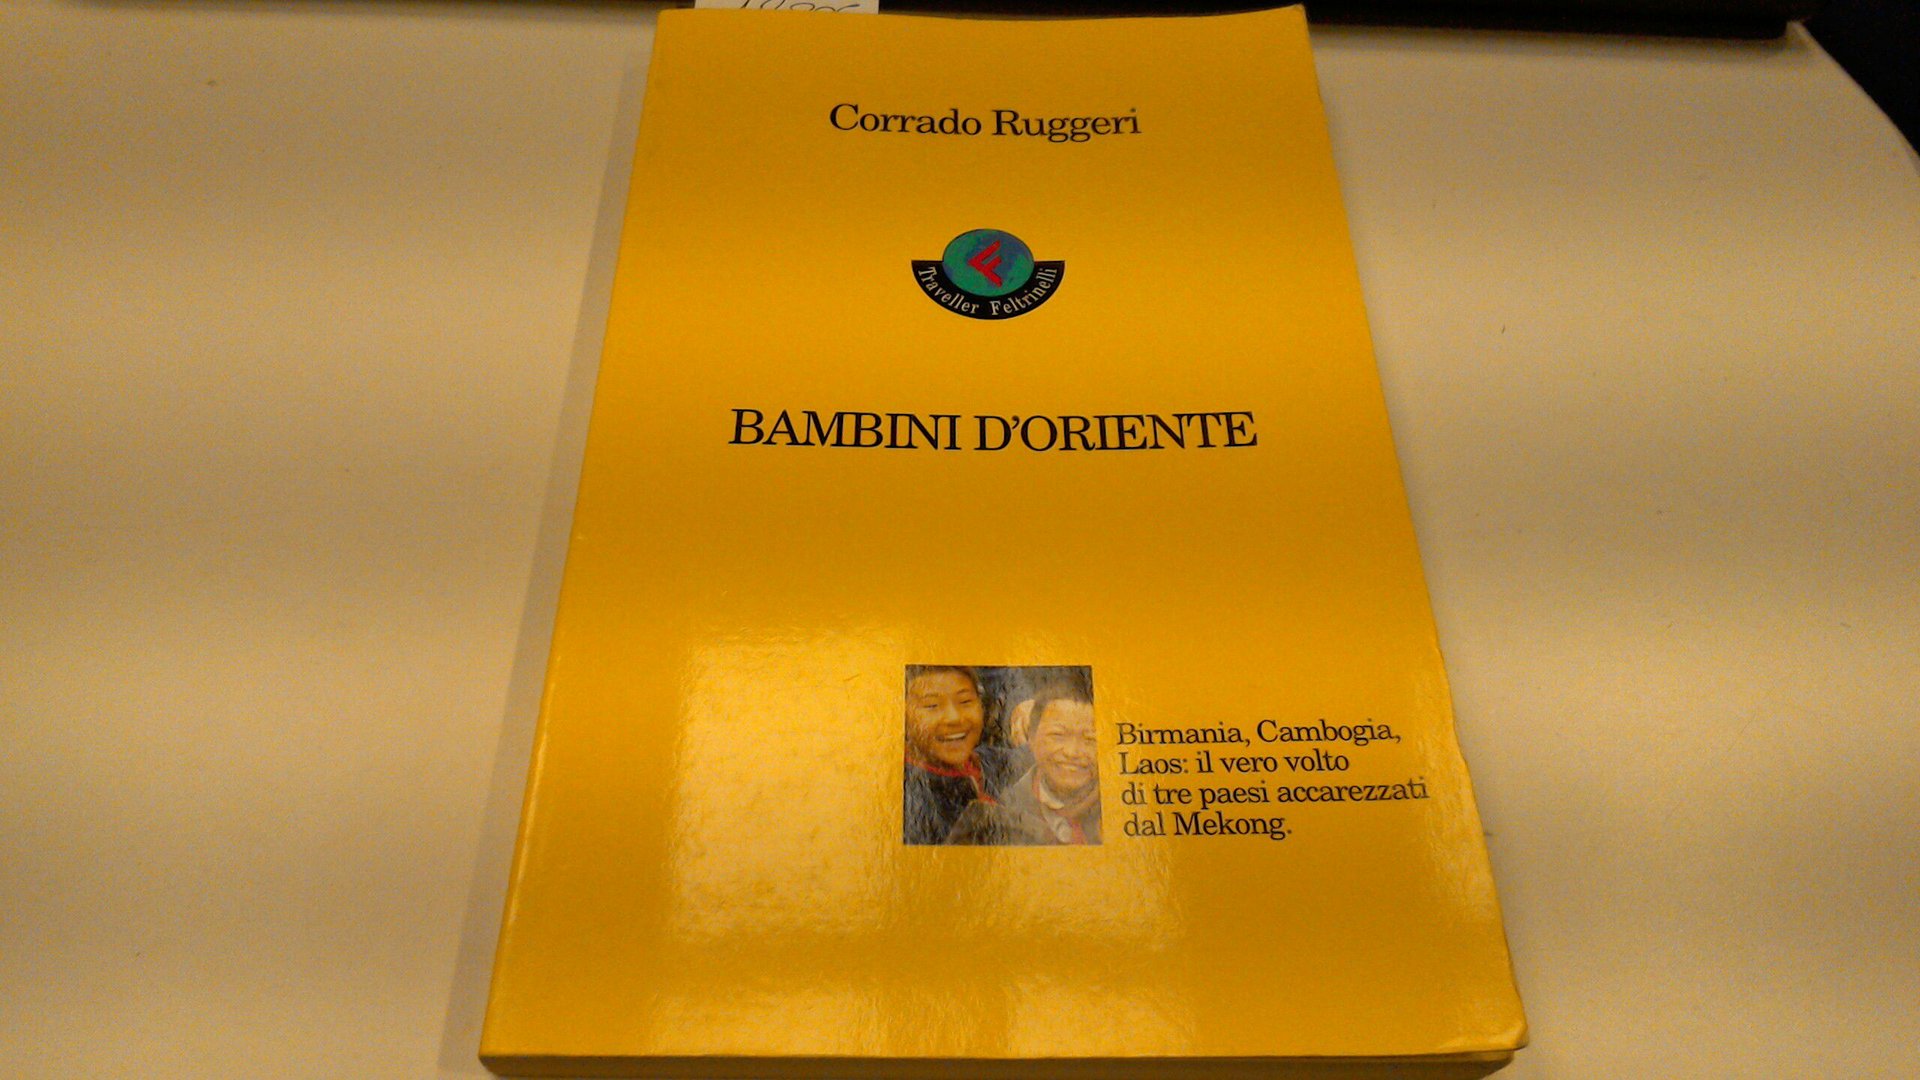 Corrado Ruggeri
Traveller Feltrinelli
BAMBINI D'ORIENTE
Birmania, Cambogia,
Laos: il vero volto
di tre paesi accarezzati
dal Mekong.